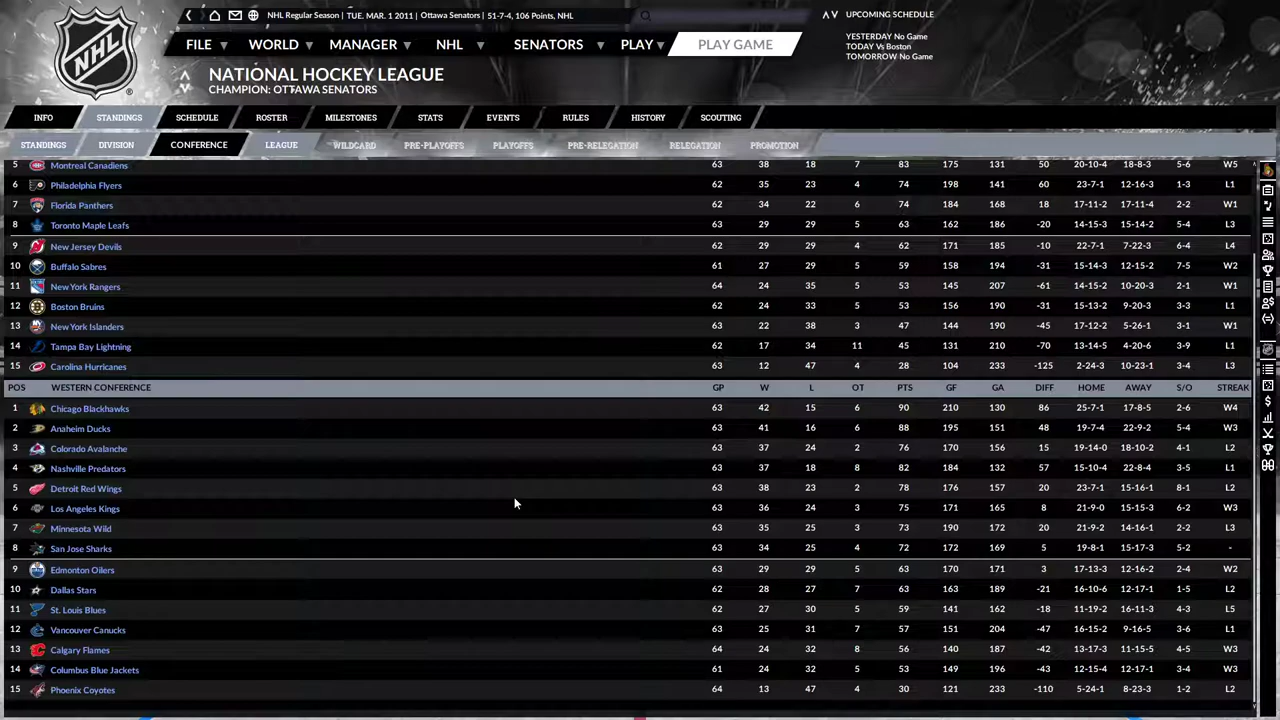 NHL Regular Season | TUE. MAR. 1 2011 | Ottawa Senators | 51-7-4, 106 Points, NHL
UPCOMING SCHEDULE
YESTERDAY No Game
TODAY Vs Boston
TOMORROW No Game
FILE WORLD MANAGER NHL SENATORS PLAY PLAY GAME
NHL
NATIONAL HOCKEY LEAGUE
CHAMPION: OTTAWA SENATORS
INFO STANDINGS SCHEDULE ROSTER MILESTONES STATS EVENTS RULES HISTORY SCOUTING
STANDINGS DIVISION CONFERENCE LEAGUE WILDCARD PRE-PLAYOFFS PLAYOFFS PRE-RELEGATION RELEGATION PROMOTION
5 Montreal Canadiens 63 38 18 7 83 175 131 50 20-10-4 18-8-3 5-6 W5
6 Philadelphia Flyers 62 35 23 4 74 198 141 60 23-7-1 12-16-3 1-3 L1
7 Florida Panthers 62 34 22 6 74 184 168 18 17-11-2 17-11-4 2-2 W1
8 Toronto Maple Leafs 63 29 29 5 63 162 186 -20 14-15-3 15-14-2 5-4 L3
9 New Jersey Devils 62 29 29 4 62 171 185 -10 22-7-1 7-22-3 6-4 L4
10 Buffalo Sabres 61 27 29 5 59 158 194 -31 15-14-3 12-15-2 7-5 W2
11 New York Rangers 64 24 35 5 53 145 207 -61 14-15-2 10-20-3 2-1 W1
12 Boston Bruins 62 24 33 5 53 156 190 -31 15-13-2 9-20-3 3-3 L1
13 New York Islanders 63 22 38 3 47 144 190 -45 17-12-2 5-26-1 3-1 W1
14 Tampa Bay Lightning 62 17 34 11 45 131 210 -70 13-14-5 4-20-6 3-9 L1
15 Carolina Hurricanes 63 12 47 4 28 104 233 -125 2-24-3 10-23-1 3-4 L3
POS WESTERN CONFERENCE GP W L OT PTS GF GA DIFF HOME AWAY S/O STREAK
1 Chicago Blackhawks 63 42 15 6 90 210 130 86 25-7-1 17-8-5 2-6 W4
2 Anaheim Ducks 63 41 16 6 88 195 151 48 19-7-4 22-9-2 5-4 W3
3 Colorado Avalanche 63 37 24 2 76 170 156 15 19-14-0 18-10-2 4-1 L2
4 Nashville Predators 63 37 18 8 82 184 132 57 15-10-4 22-8-4 3-5 L1
5 Detroit Red Wings 63 38 23 2 78 176 157 20 23-7-1 15-16-1 8-1 L2
6 Los Angeles Kings 63 36 24 3 75 171 165 8 21-9-0 15-15-3 6-2 W3
7 Minnesota Wild 63 35 25 3 73 190 172 20 21-9-2 14-16-1 2-2 L3
8 San Jose Sharks 63 34 25 4 72 172 169 5 19-8-1 15-17-3 5-2 -
9 Edmonton Oilers 63 29 29 5 63 170 171 3 17-13-3 12-16-2 2-4 W2
10 Dallas Stars 62 28 27 7 63 163 189 -21 16-10-6 12-17-1 1-5 L2
11 St. Louis Blues 62 27 30 5 59 141 162 -18 11-19-2 16-11-3 4-3 L5
12 Vancouver Canucks 63 25 31 7 57 151 204 -47 16-15-2 9-16-5 3-6 L1
13 Calgary Flames 64 24 32 8 56 140 187 -42 13-17-3 11-15-5 4-5 W3
14 Columbus Blue Jackets 61 24 32 5 53 149 196 -43 12-15-4 12-17-1 3-4 W3
15 Phoenix Coyotes 64 13 47 4 30 121 233 -110 5-24-1 8-23-3 1-2 L2